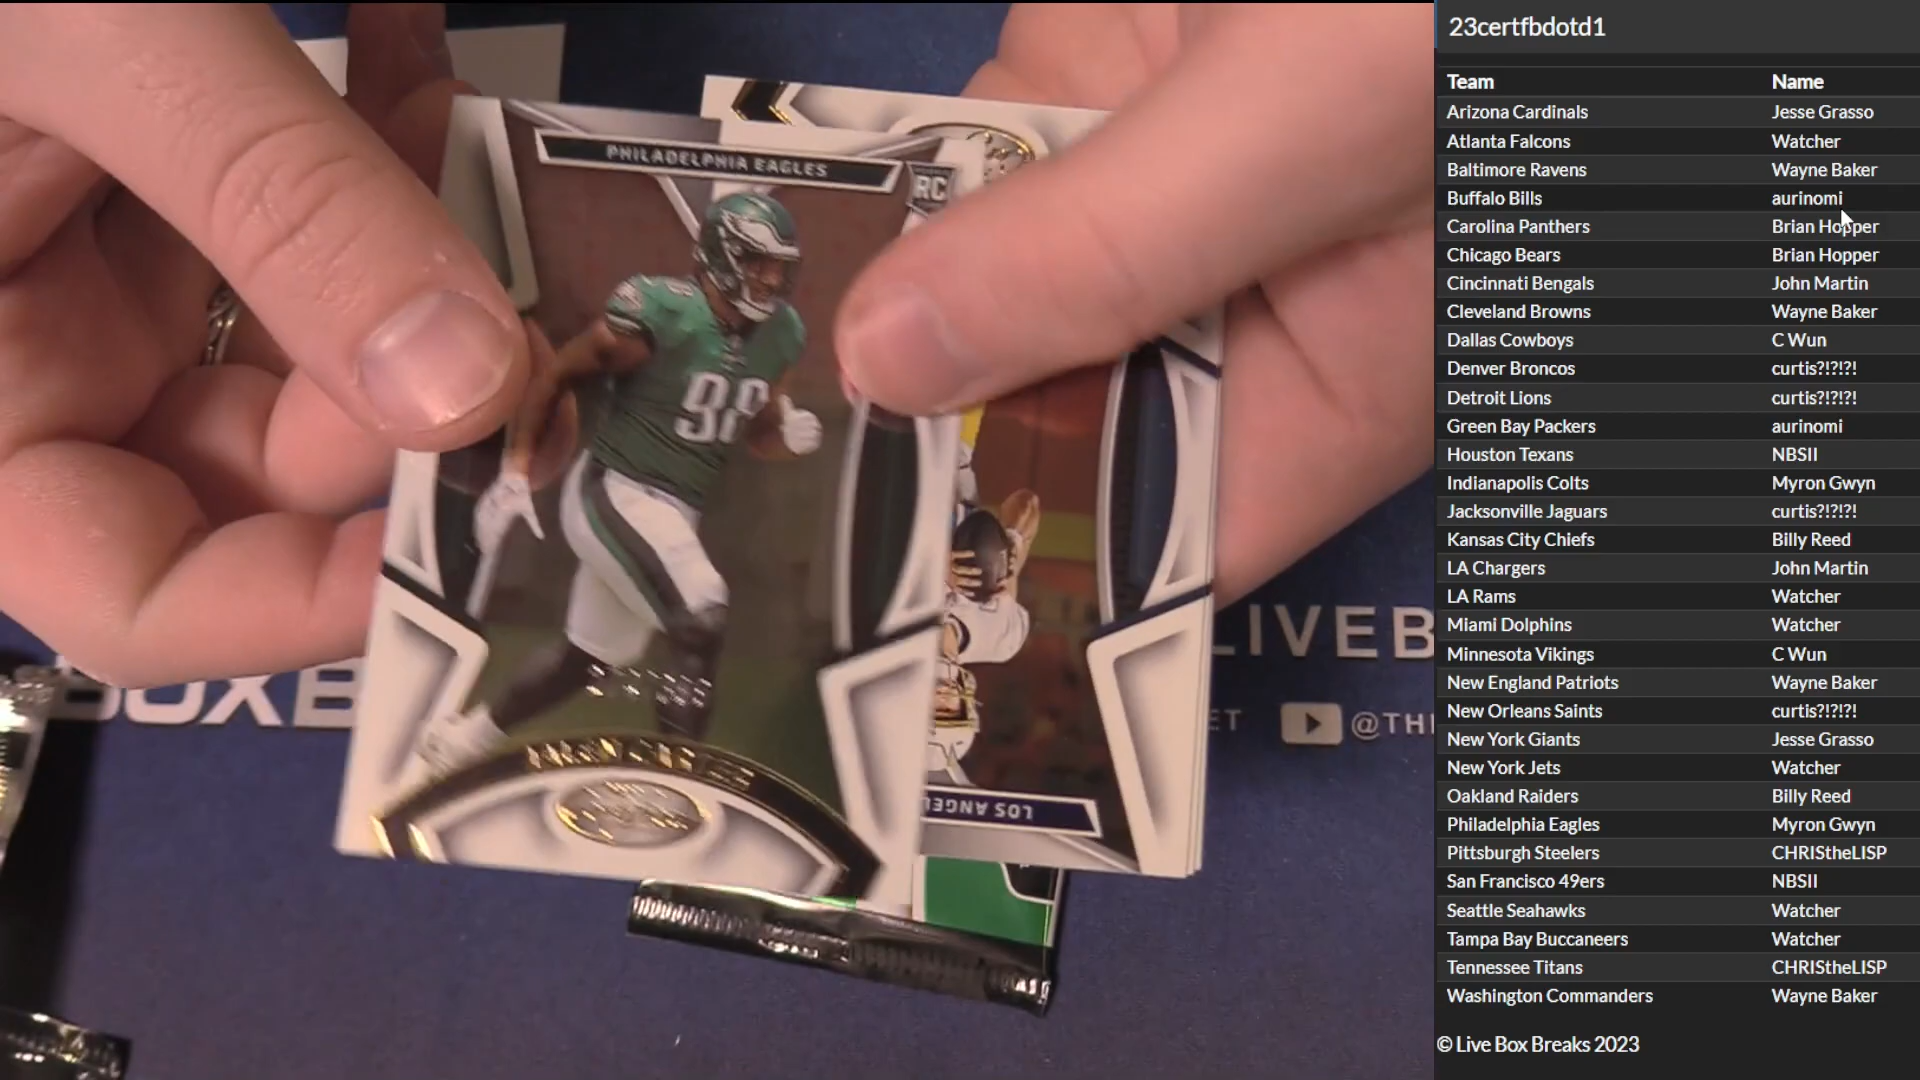 PHILADELPHIA EAGLES
RC
98
LOS ANGEL
BOXB
LIVEB
ET
@TH
23certfbdotd1
Team Name
Arizona Cardinals Jesse Grasso
Atlanta Falcons Watcher
Baltimore Ravens Wayne Baker
Buffalo Bills aurinomi
Carolina Panthers Brian Hopper
Chicago Bears Brian Hopper
Cincinnati Bengals John Martin
Cleveland Browns Wayne Baker
Dallas Cowboys C Wun
Denver Broncos curtis?!?!?!
Detroit Lions curtis?!?!?!
Green Bay Packers aurinomi
Houston Texans NBSII
Indianapolis Colts Myron Gwyn
Jacksonville Jaguars curtis?!?!?!
Kansas City Chiefs Billy Reed
LA Chargers John Martin
LA Rams Watcher
Miami Dolphins Watcher
Minnesota Vikings C Wun
New England Patriots Wayne Baker
New Orleans Saints curtis?!?!?!
New York Giants Jesse Grasso
New York Jets Watcher
Oakland Raiders Billy Reed
Philadelphia Eagles Myron Gwyn
Pittsburgh Steelers CHRIStheLISP
San Francisco 49ers NBSII
Seattle Seahawks Watcher
Tampa Bay Buccaneers Watcher
Tennessee Titans CHRIStheLISP
Washington Commanders Wayne Baker
© Live Box Breaks 2023